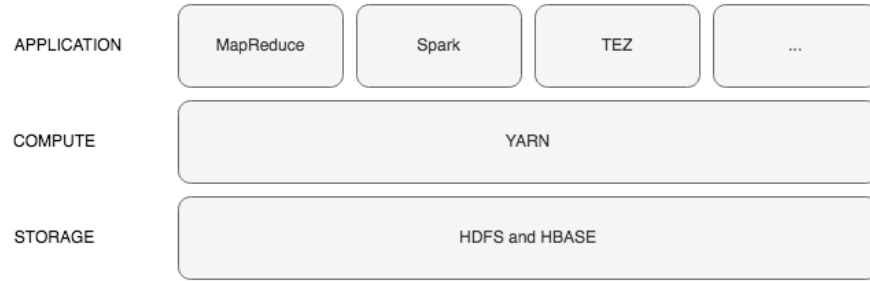 APPLICATION MapReduce Spark TEZ ...
COMPUTE YARN
STORAGE HDFS and HBASE